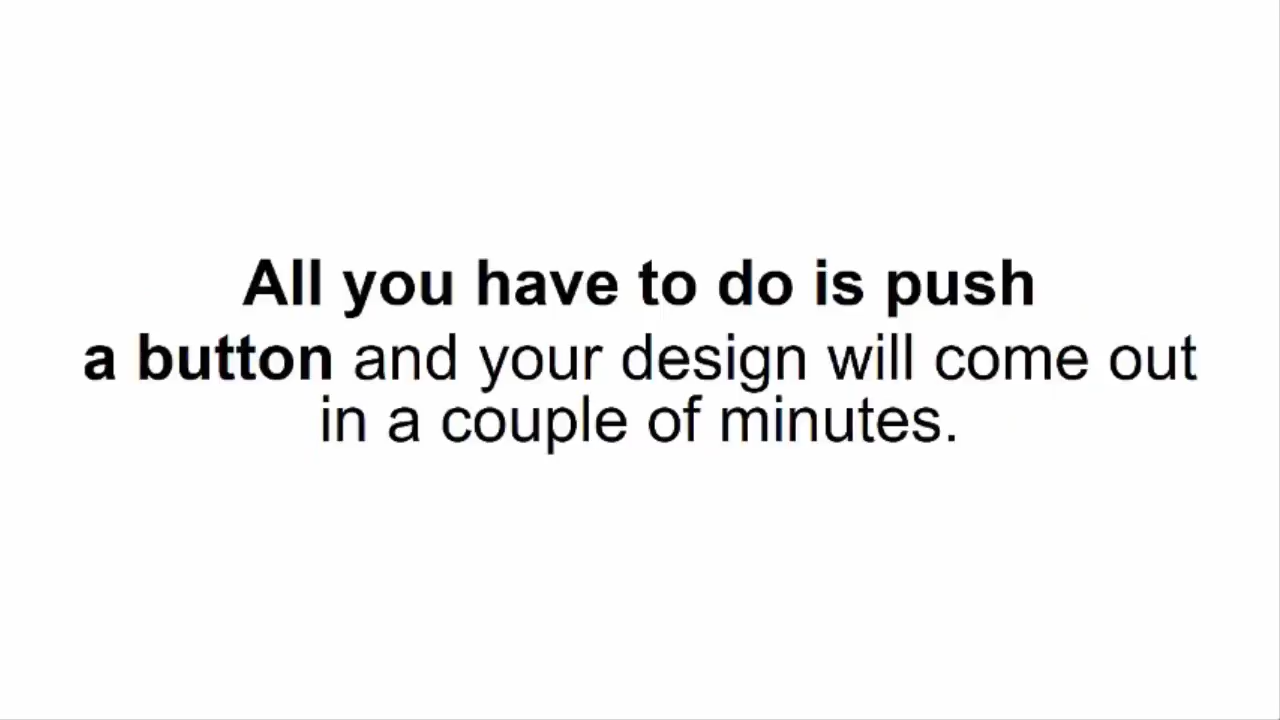 All you have to do is push
a button and your design will come out
in a couple of minutes.